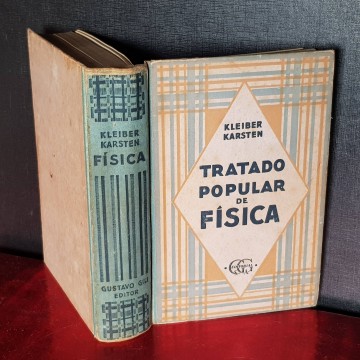 KLEIBER
KARSTEN
FÍSICA
GUSTAVO GILI
EDITOR
KLEIBER
KARSTEN
TRATADO
POPULAR
DE
FÍSICA